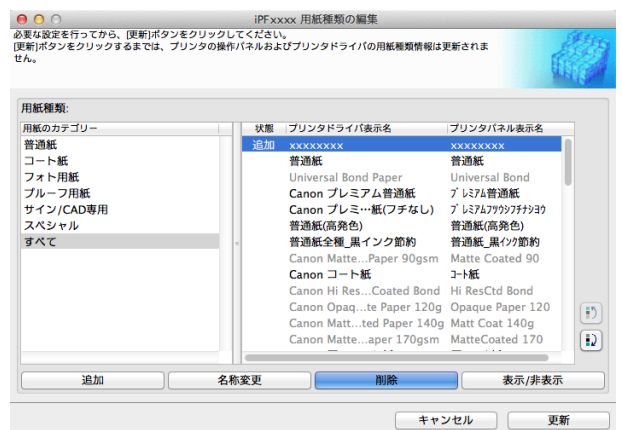 iPFxxxx 用紙種類の編集
必要な設定を行ってから、[更新]ボタンをクリックしてください。
[更新]ボタンをクリックするまでは、プリンタの操作パネルおよびプリンタドライバの用紙種類情報は更新されま
せん。
用紙種類:
用紙のカテゴリー
普通紙
コート紙
フォト用紙
プルーフ用紙
サイン/CAD専用
スペシャル
すべて
状態 プリンタドライバ表示名 プリンタパネル表示名
追加 xxxxxxxx xxxxxxxx
普通紙 普通紙
Universal Bond Paper Universal Bond
Canon プレミアム普通紙 プレミアム普通紙
Canon プレミ…紙(フチなし) プレミアムフツウシフチナシヨウ
普通紙(高発色) 普通紙(高発色)
普通紙全種_黒インク節約 普通紙_黒インク節約
Canon Matte…Paper 90gsm Matte Coated 90
Canon コート紙 コート紙
Canon Hi Res…Coated Bond Hi ResCtd Bond
Canon Opaq…te Paper 120g Opaque Paper 120
Canon Matt…ted Paper 140g Matt Coat 140g
Canon Matte…aper 170gsm MatteCoated 170
追加 名称変更 削除 表示/非表示
キャンセル 更新